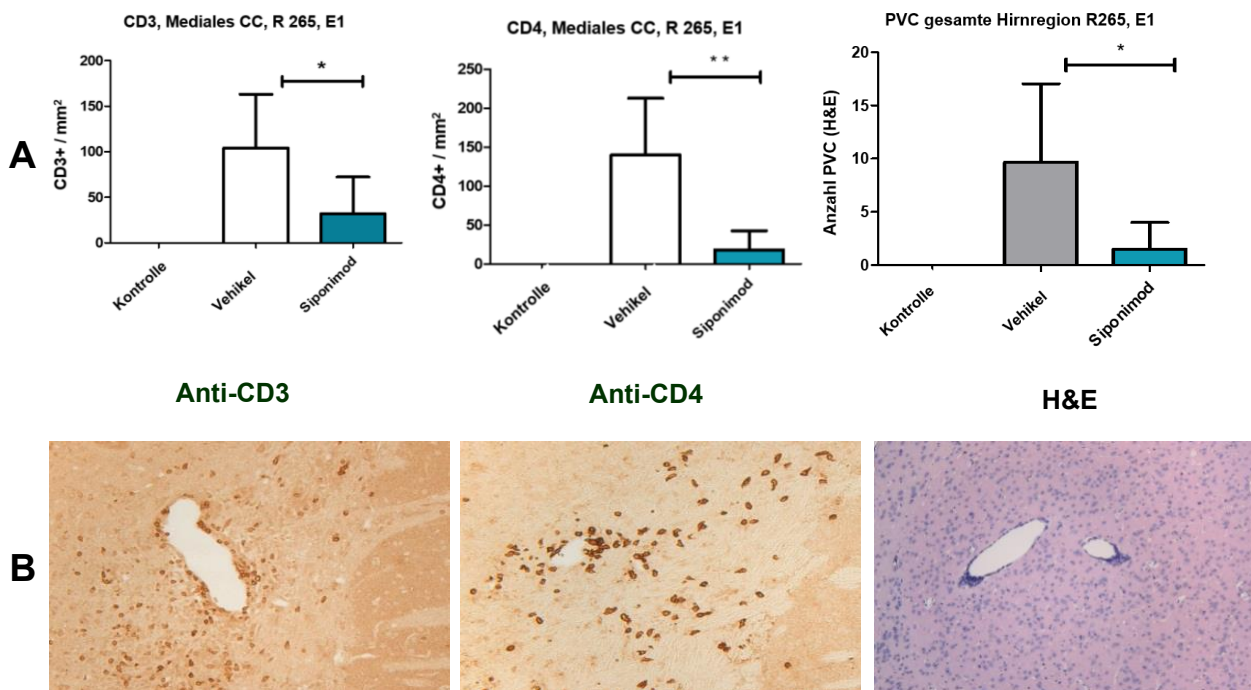 CD3, Mediales CC, R 265, E1
CD3+ / mm²
200
150
100
50
0
*
Kontrolle
Vehikel
Siponimod
CD4, Mediales CC, R 265, E1
CD4+ / mm²
250
200
150
100
50
0
**
Kontrolle
Vehikel
Siponimod
PVC gesamte Hirnregion R265, E1
Anzahl PVC (H&E)
20
15
10
5
0
*
Kontrolle
Vehikel
Siponimod
A
Anti-CD3
Anti-CD4
H&E
B